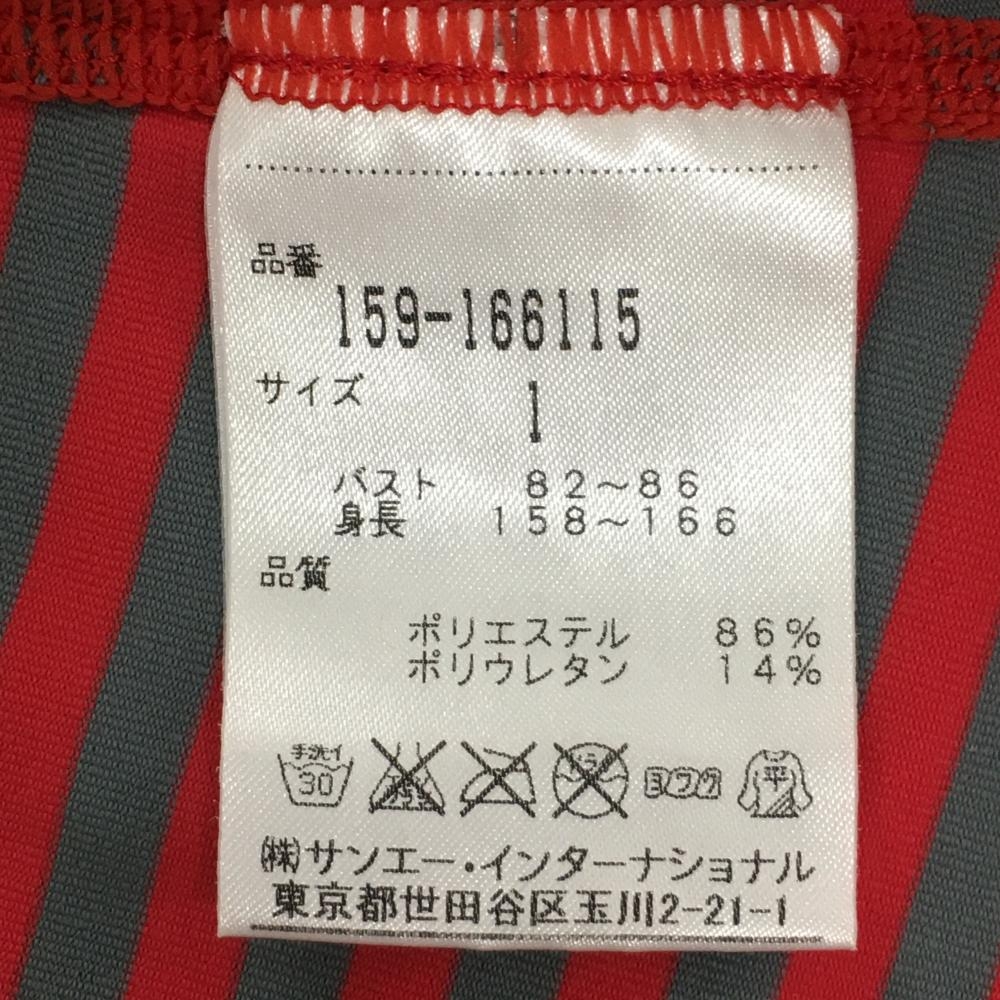 品番
159-166115
サイズ 1
バスト 82～86
身長 158～166
品質
ポリエステル 86%
ポリウレタン 14%
手洗イ 30 ヨワク 平
(株)サンエー・インターナショナル
東京都世田谷区玉川2-21-1